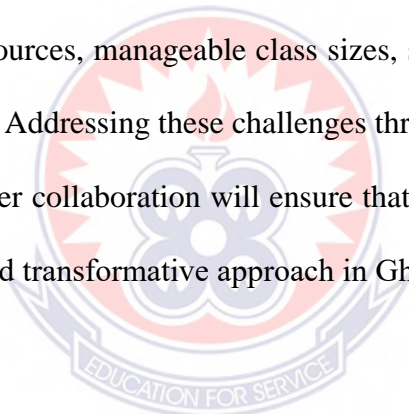 ources, manageable class sizes,
Addressing these challenges thr
er collaboration will ensure that
d transformative approach in Gh
EDUCATION FOR SERVICE